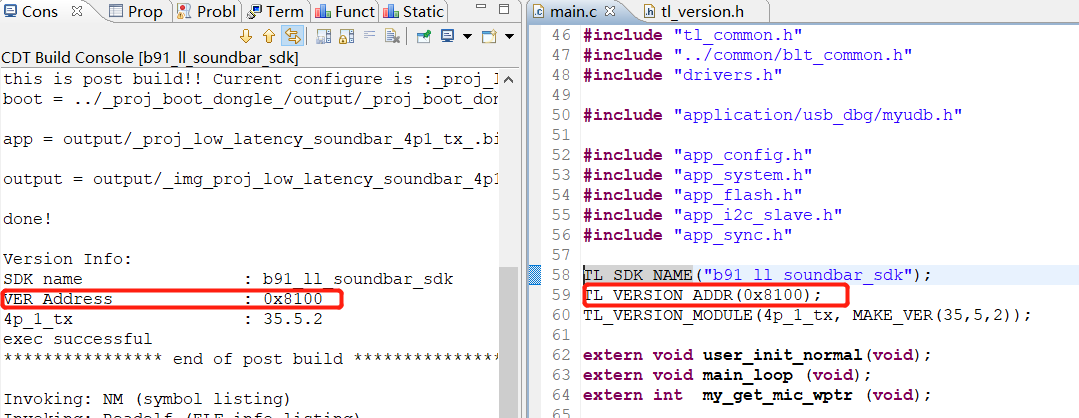 Cons Prop Probl Term Funct Static
CDT Build Console [b91_ll_soundbar_sdk]
this is post build!! Current configure is :_proj_l
boot = ../_proj_boot_dongle_/output/_proj_boot_don
app = output/_proj_low_latency_soundbar_4p1_tx_.bi
output = output/_img_proj_low_latency_soundbar_4p1
done!
Version Info:
SDK name : b91_ll_soundbar_sdk
VER Address : 0x8100
4p_1_tx : 35.5.2
exec successful
**************** end of post build ****************
Invoking: NM (symbol listing)
Invoking: Readelf (ELF info listing)
main.c tl_version.h
46 #include "tl_common.h"
47 #include "../common/blt_common.h"
48 #include "drivers.h"
49
50 #include "application/usb_dbg/myudb.h"
51
52 #include "app_config.h"
53 #include "app_system.h"
54 #include "app_flash.h"
55 #include "app_i2c_slave.h"
56 #include "app_sync.h"
57
58 TL_SDK_NAME("b91_ll_soundbar_sdk");
59 TL_VERSION_ADDR(0x8100);
60 TL_VERSION_MODULE(4p_1_tx, MAKE_VER(35,5,2));
61
62 extern void user_init_normal(void);
63 extern void main_loop (void);
64 extern int my_get_mic_wptr (void);
65